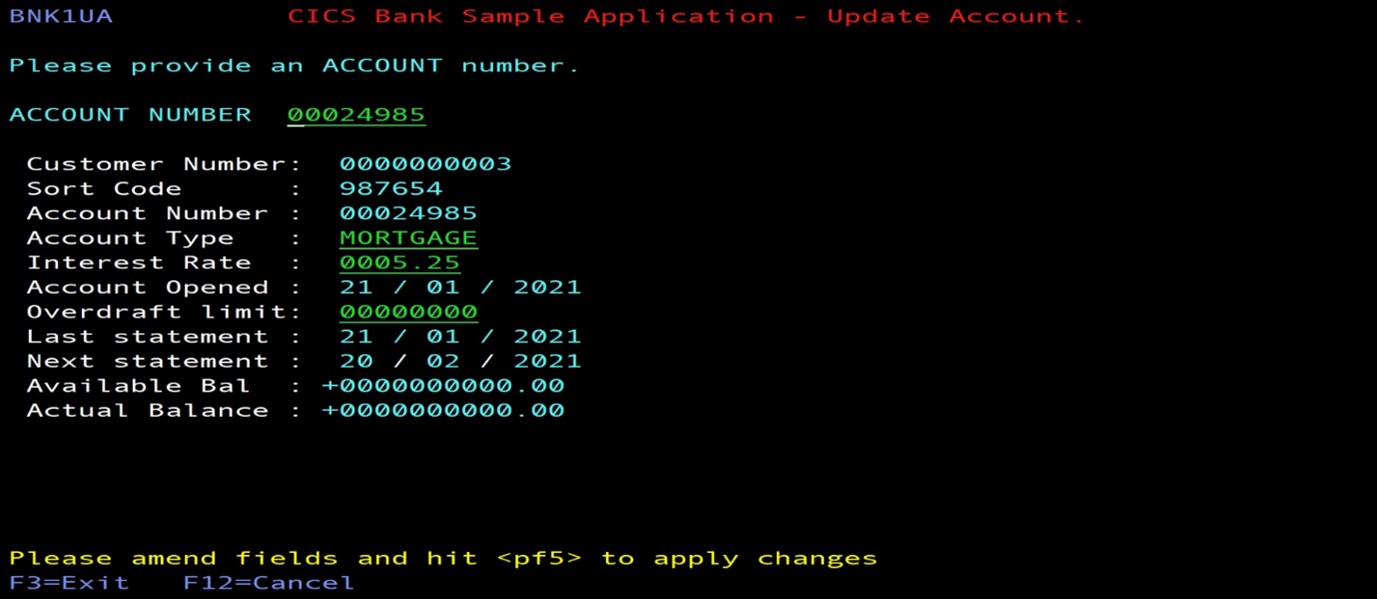 BNK1UA CICS Bank Sample Application - Update Account.
Please provide an ACCOUNT number.
ACCOUNT NUMBER 00024985
Customer Number: 0000000003
Sort Code : 987654
Account Number : 00024985
Account Type : MORTGAGE
Interest Rate : 0005.25
Account Opened : 21 / 01 / 2021
Overdraft limit: 00000000
Last statement : 21 / 01 / 2021
Next statement : 20 / 02 / 2021
Available Bal : +0000000000.00
Actual Balance : +0000000000.00
Please amend fields and hit <pf5> to apply changes
F3=Exit F12=Cancel